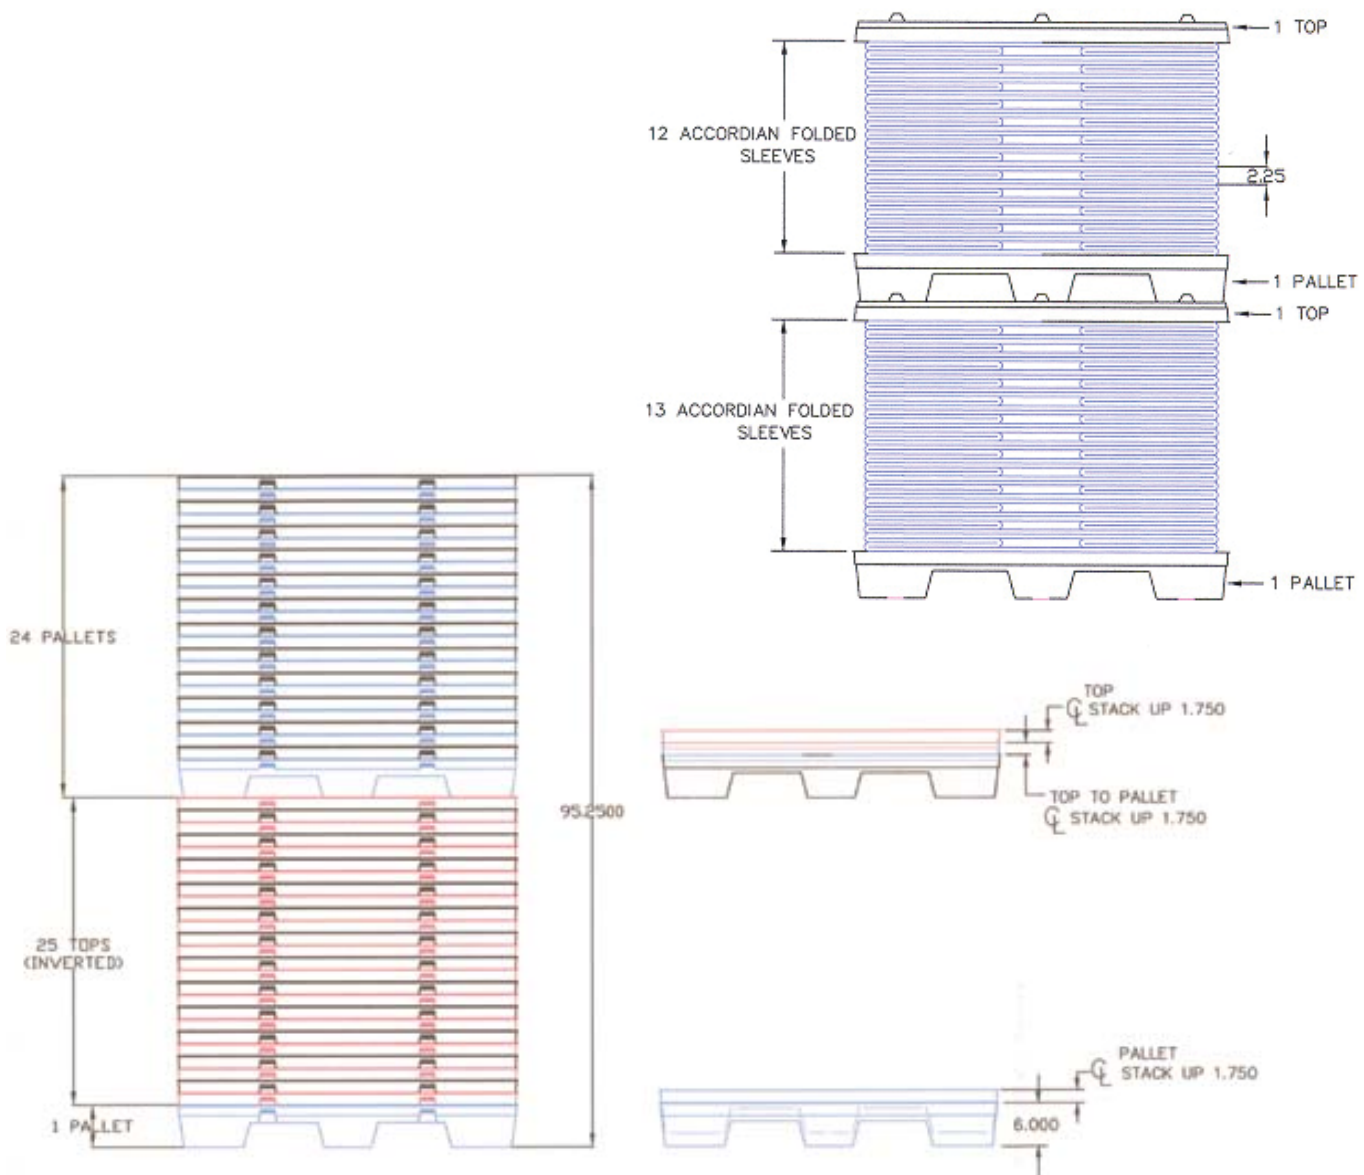 1 TOP
12 ACCORDIAN FOLDED
SLEEVES
2.25
1 PALLET
1 TOP
13 ACCORDIAN FOLDED
SLEEVES
1 PALLET
24 PALLETS
95.2500
25 TOPS
(INVERTED)
1 PALLET
TOP
℄ STACK UP 1.750
TOP TO PALLET
℄ STACK UP 1.750
PALLET
℄ STACK UP 1.750
6.000